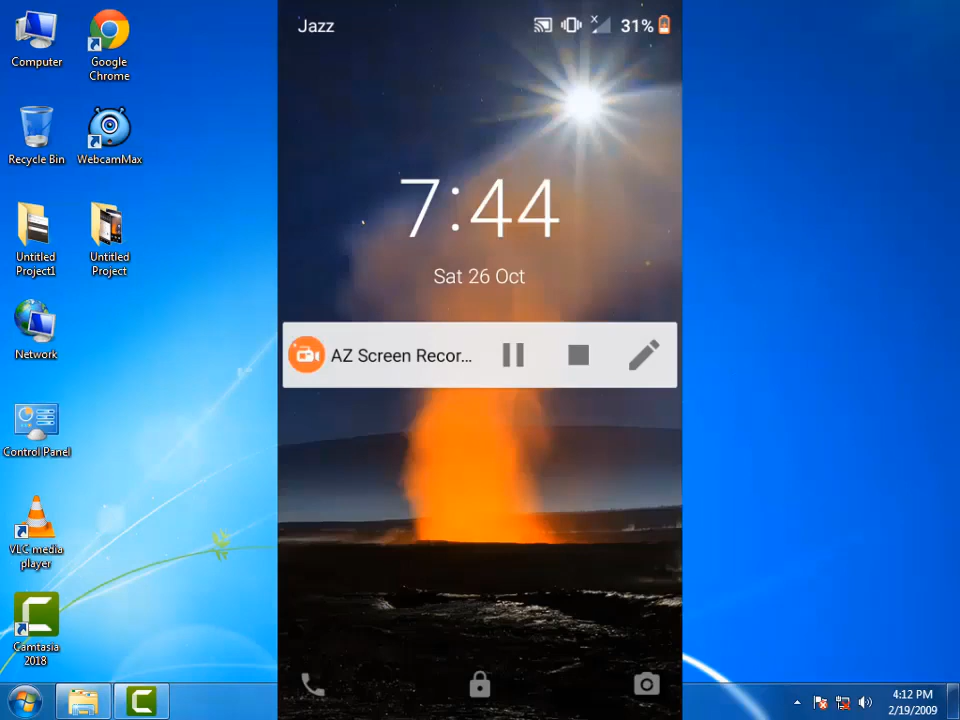 Computer
Google
Chrome
Recycle Bin
WebcamMax
Untitled
Project1
Untitled
Project
Network
Control Panel
VLC media
player
Camtasia
2018
Jazz
31%
7:44
Sat 26 Oct
AZ Screen Recor...
4:12 PM
2/19/2009